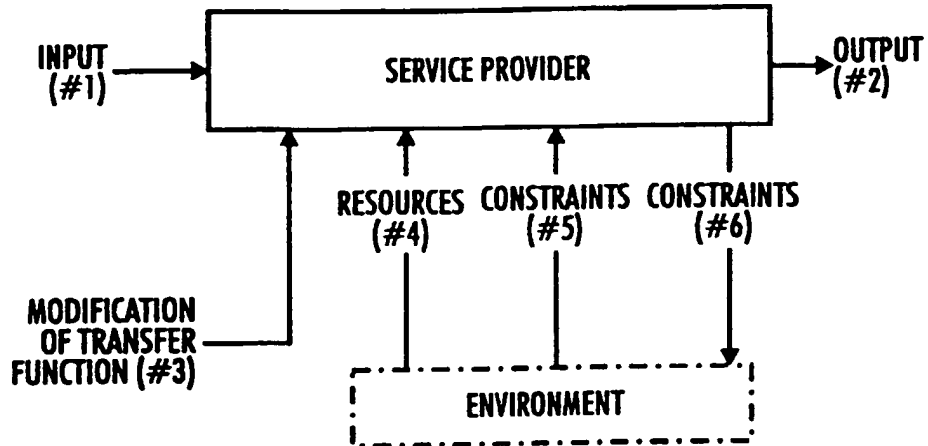 INPUT
(#1)
SERVICE PROVIDER
OUTPUT
(#2)
RESOURCES
(#4)
CONSTRAINTS
(#5)
CONSTRAINTS
(#6)
MODIFICATION
OF TRANSFER
FUNCTION (#3)
ENVIRONMENT